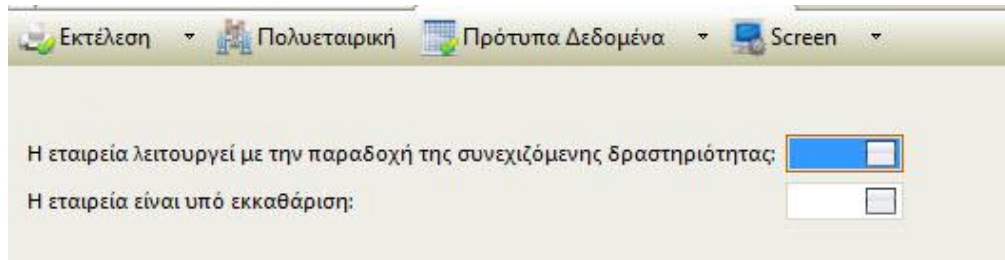 Εκτέλεση Πολυεταιρική Πρότυπα Δεδομένα Screen
Η εταιρεία λειτουργεί με την παραδοχή της συνεχιζόμενης δραστηριότητας:
Η εταιρεία είναι υπό εκκαθάριση: